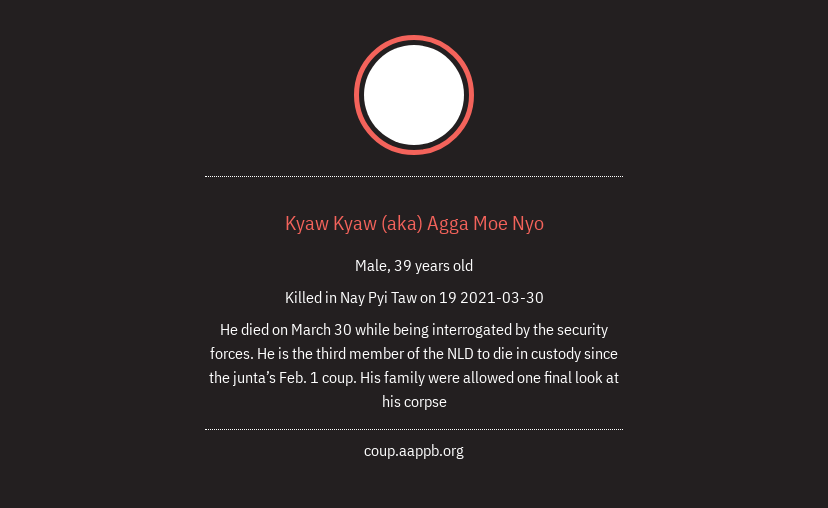 Kyaw Kyaw (aka) Agga Moe Nyo
Male, 39 years old
Killed in Nay Pyi Taw on 19 2021-03-30
He died on March 30 while being interrogated by the security
forces. He is the third member of the NLD to die in custody since
the junta’s Feb. 1 coup. His family were allowed one final look at
his corpse
coup.aappb.org